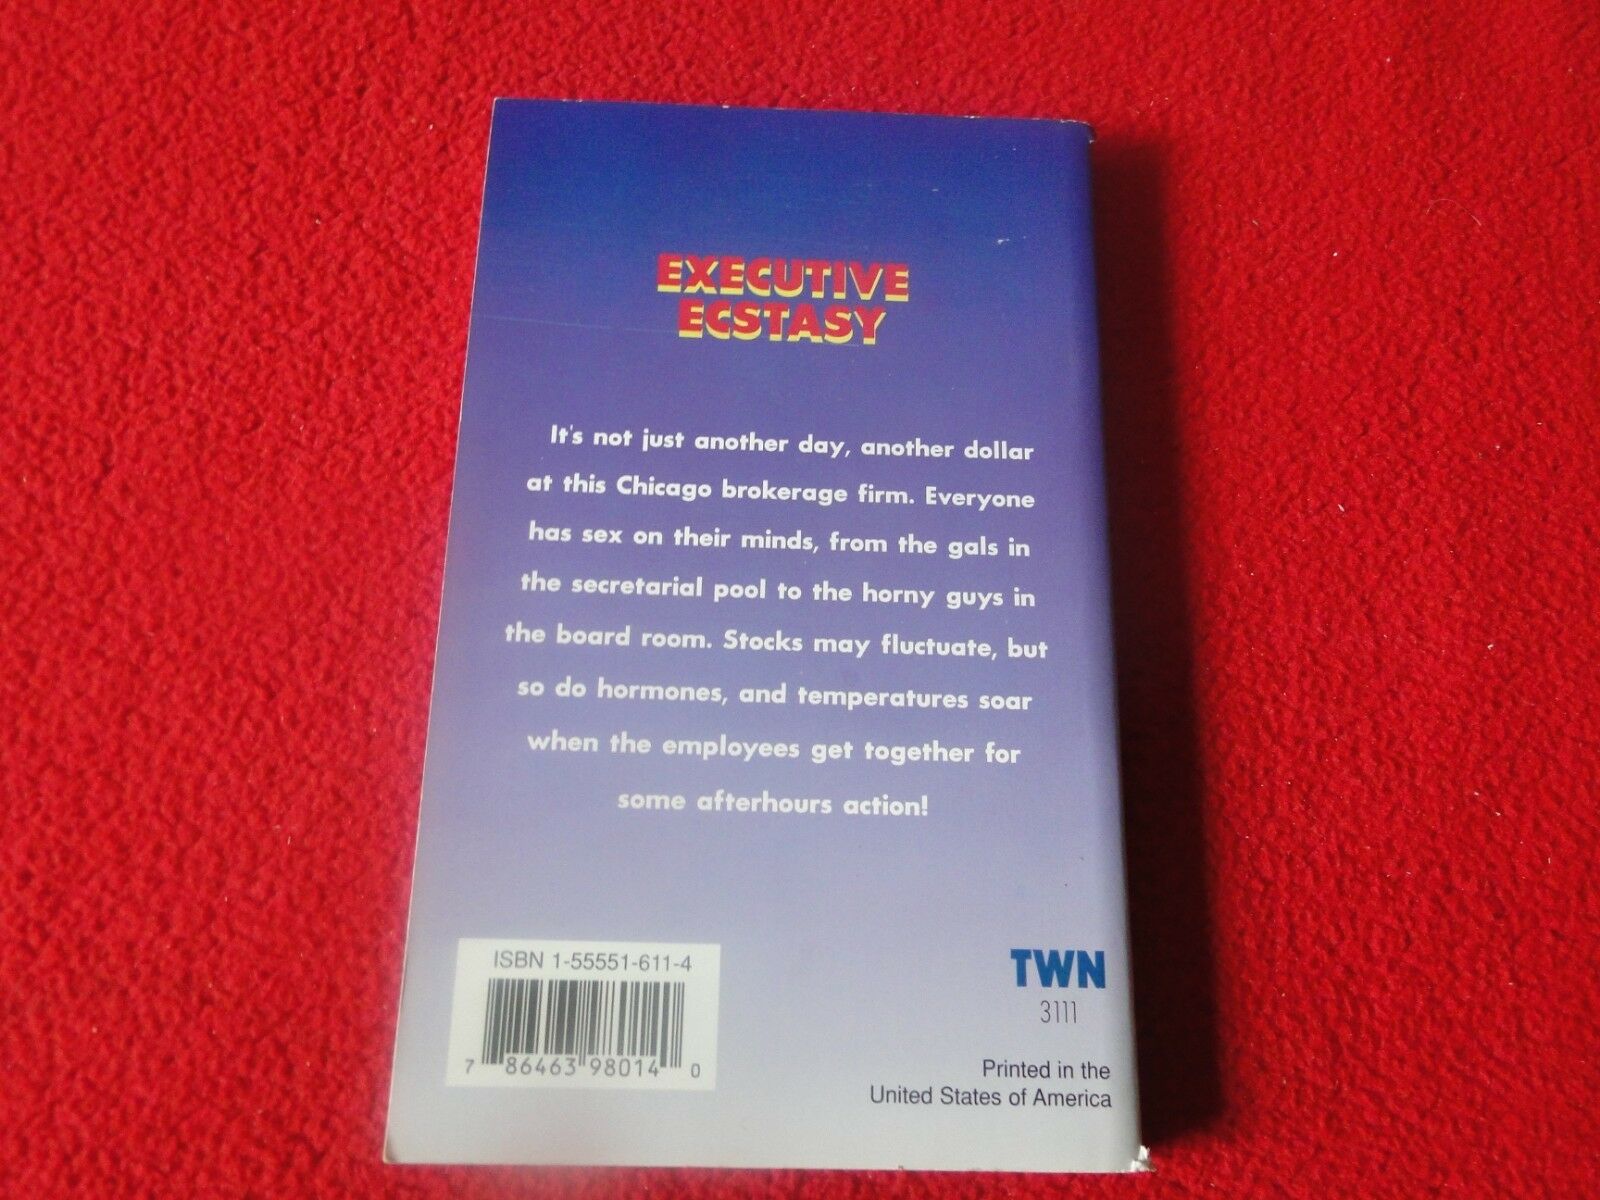 EXECUTIVE
ECSTASY
It's not just another day, another dollar
at this Chicago brokerage firm. Everyone
has sex on their minds, from the gals in
the secretarial pool to the horny guys in
the board room. Stocks may fluctuate, but
so do hormones, and temperatures soar
when the employees get together for
some afterhours action!
ISBN 1-55551-611-4
7 86463 98014 0
TWN
3111
Printed in the
United States of America